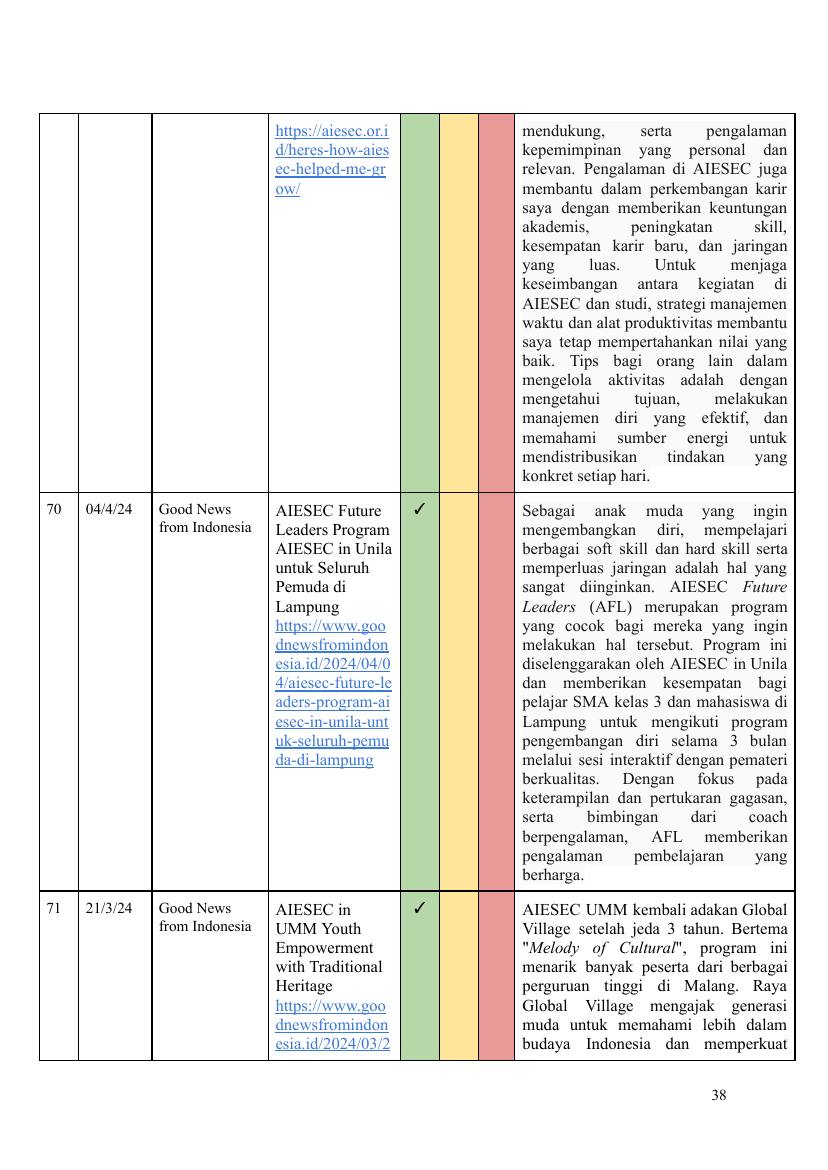 https://aiesec.or.i
d/heres-how-aies
ec-helped-me-gr
ow/
mendukung, serta pengalaman
kepemimpinan yang personal dan
relevan. Pengalaman di AIESEC juga
membantu dalam perkembangan karir
saya dengan memberikan keuntungan
akademis, peningkatan skill,
kesempatan karir baru, dan jaringan
yang luas. Untuk menjaga
keseimbangan antara kegiatan di
AIESEC dan studi, strategi manajemen
waktu dan alat produktivitas membantu
saya tetap mempertahankan nilai yang
baik. Tips bagi orang lain dalam
mengelola aktivitas adalah dengan
mengetahui tujuan, melakukan
manajemen diri yang efektif, dan
memahami sumber energi untuk
mendistribusikan tindakan yang
konkret setiap hari.
70
04/4/24
Good News
from Indonesia
AIESEC Future
Leaders Program
AIESEC in Unila
untuk Seluruh
Pemuda di
Lampung
https://www.goo
dnewsfromindon
esia.id/2024/04/0
4/aiesec-future-le
aders-program-ai
esec-in-unila-unt
uk-seluruh-pemu
da-di-lampung
✓
Sebagai anak muda yang ingin
mengembangkan diri, mempelajari
berbagai soft skill dan hard skill serta
memperluas jaringan adalah hal yang
sangat diinginkan. AIESEC Future
Leaders (AFL) merupakan program
yang cocok bagi mereka yang ingin
melakukan hal tersebut. Program ini
diselenggarakan oleh AIESEC in Unila
dan memberikan kesempatan bagi
pelajar SMA kelas 3 dan mahasiswa di
Lampung untuk mengikuti program
pengembangan diri selama 3 bulan
melalui sesi interaktif dengan pemateri
berkualitas. Dengan fokus pada
keterampilan dan pertukaran gagasan,
serta bimbingan dari coach
berpengalaman, AFL memberikan
pengalaman pembelajaran yang
berharga.
71
21/3/24
Good News
from Indonesia
AIESEC in
UMM Youth
Empowerment
with Traditional
Heritage
https://www.goo
dnewsfromindon
esia.id/2024/03/2
✓
AIESEC UMM kembali adakan Global
Village setelah jeda 3 tahun. Bertema
"Melody of Cultural", program ini
menarik banyak peserta dari berbagai
perguruan tinggi di Malang. Raya
Global Village mengajak generasi
muda untuk memahami lebih dalam
budaya Indonesia dan memperkuat
38